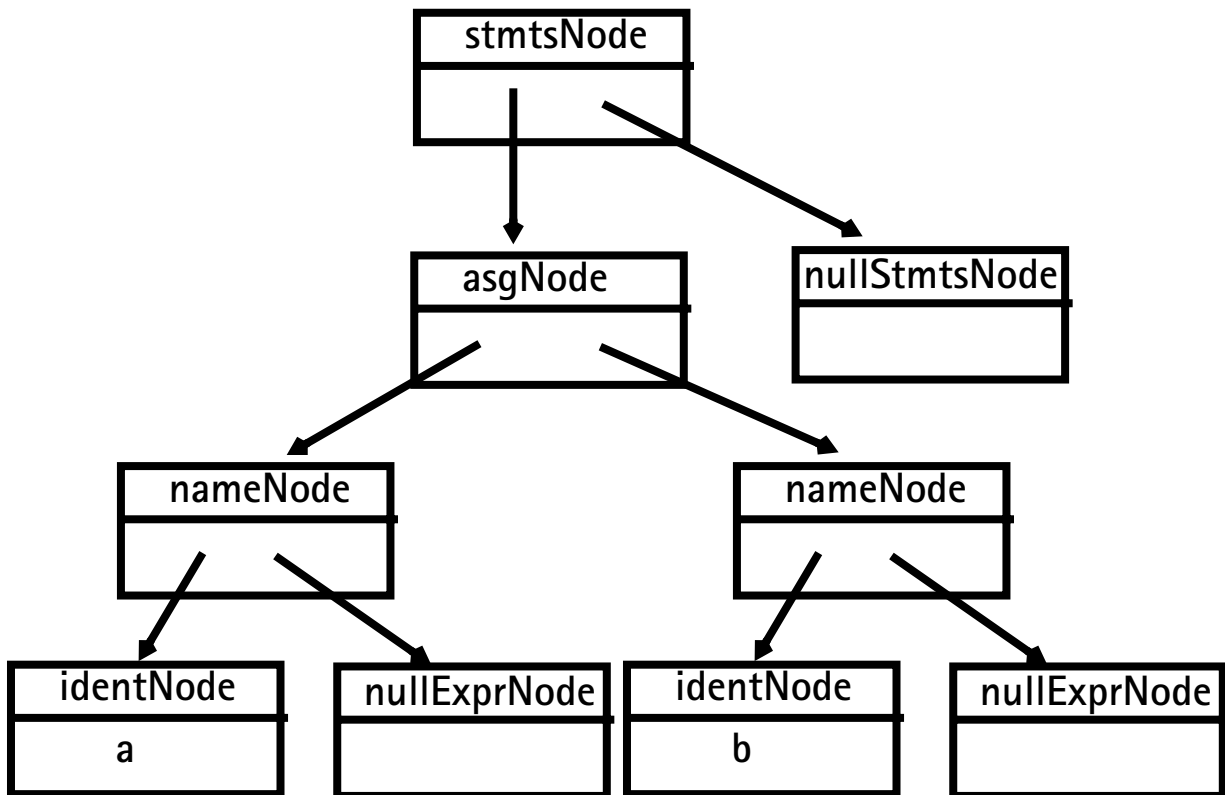 stmtsNode
asgNode
nullStmtsNode
nameNode
nameNode
identNode
a
nullExprNode
identNode
b
nullExprNode